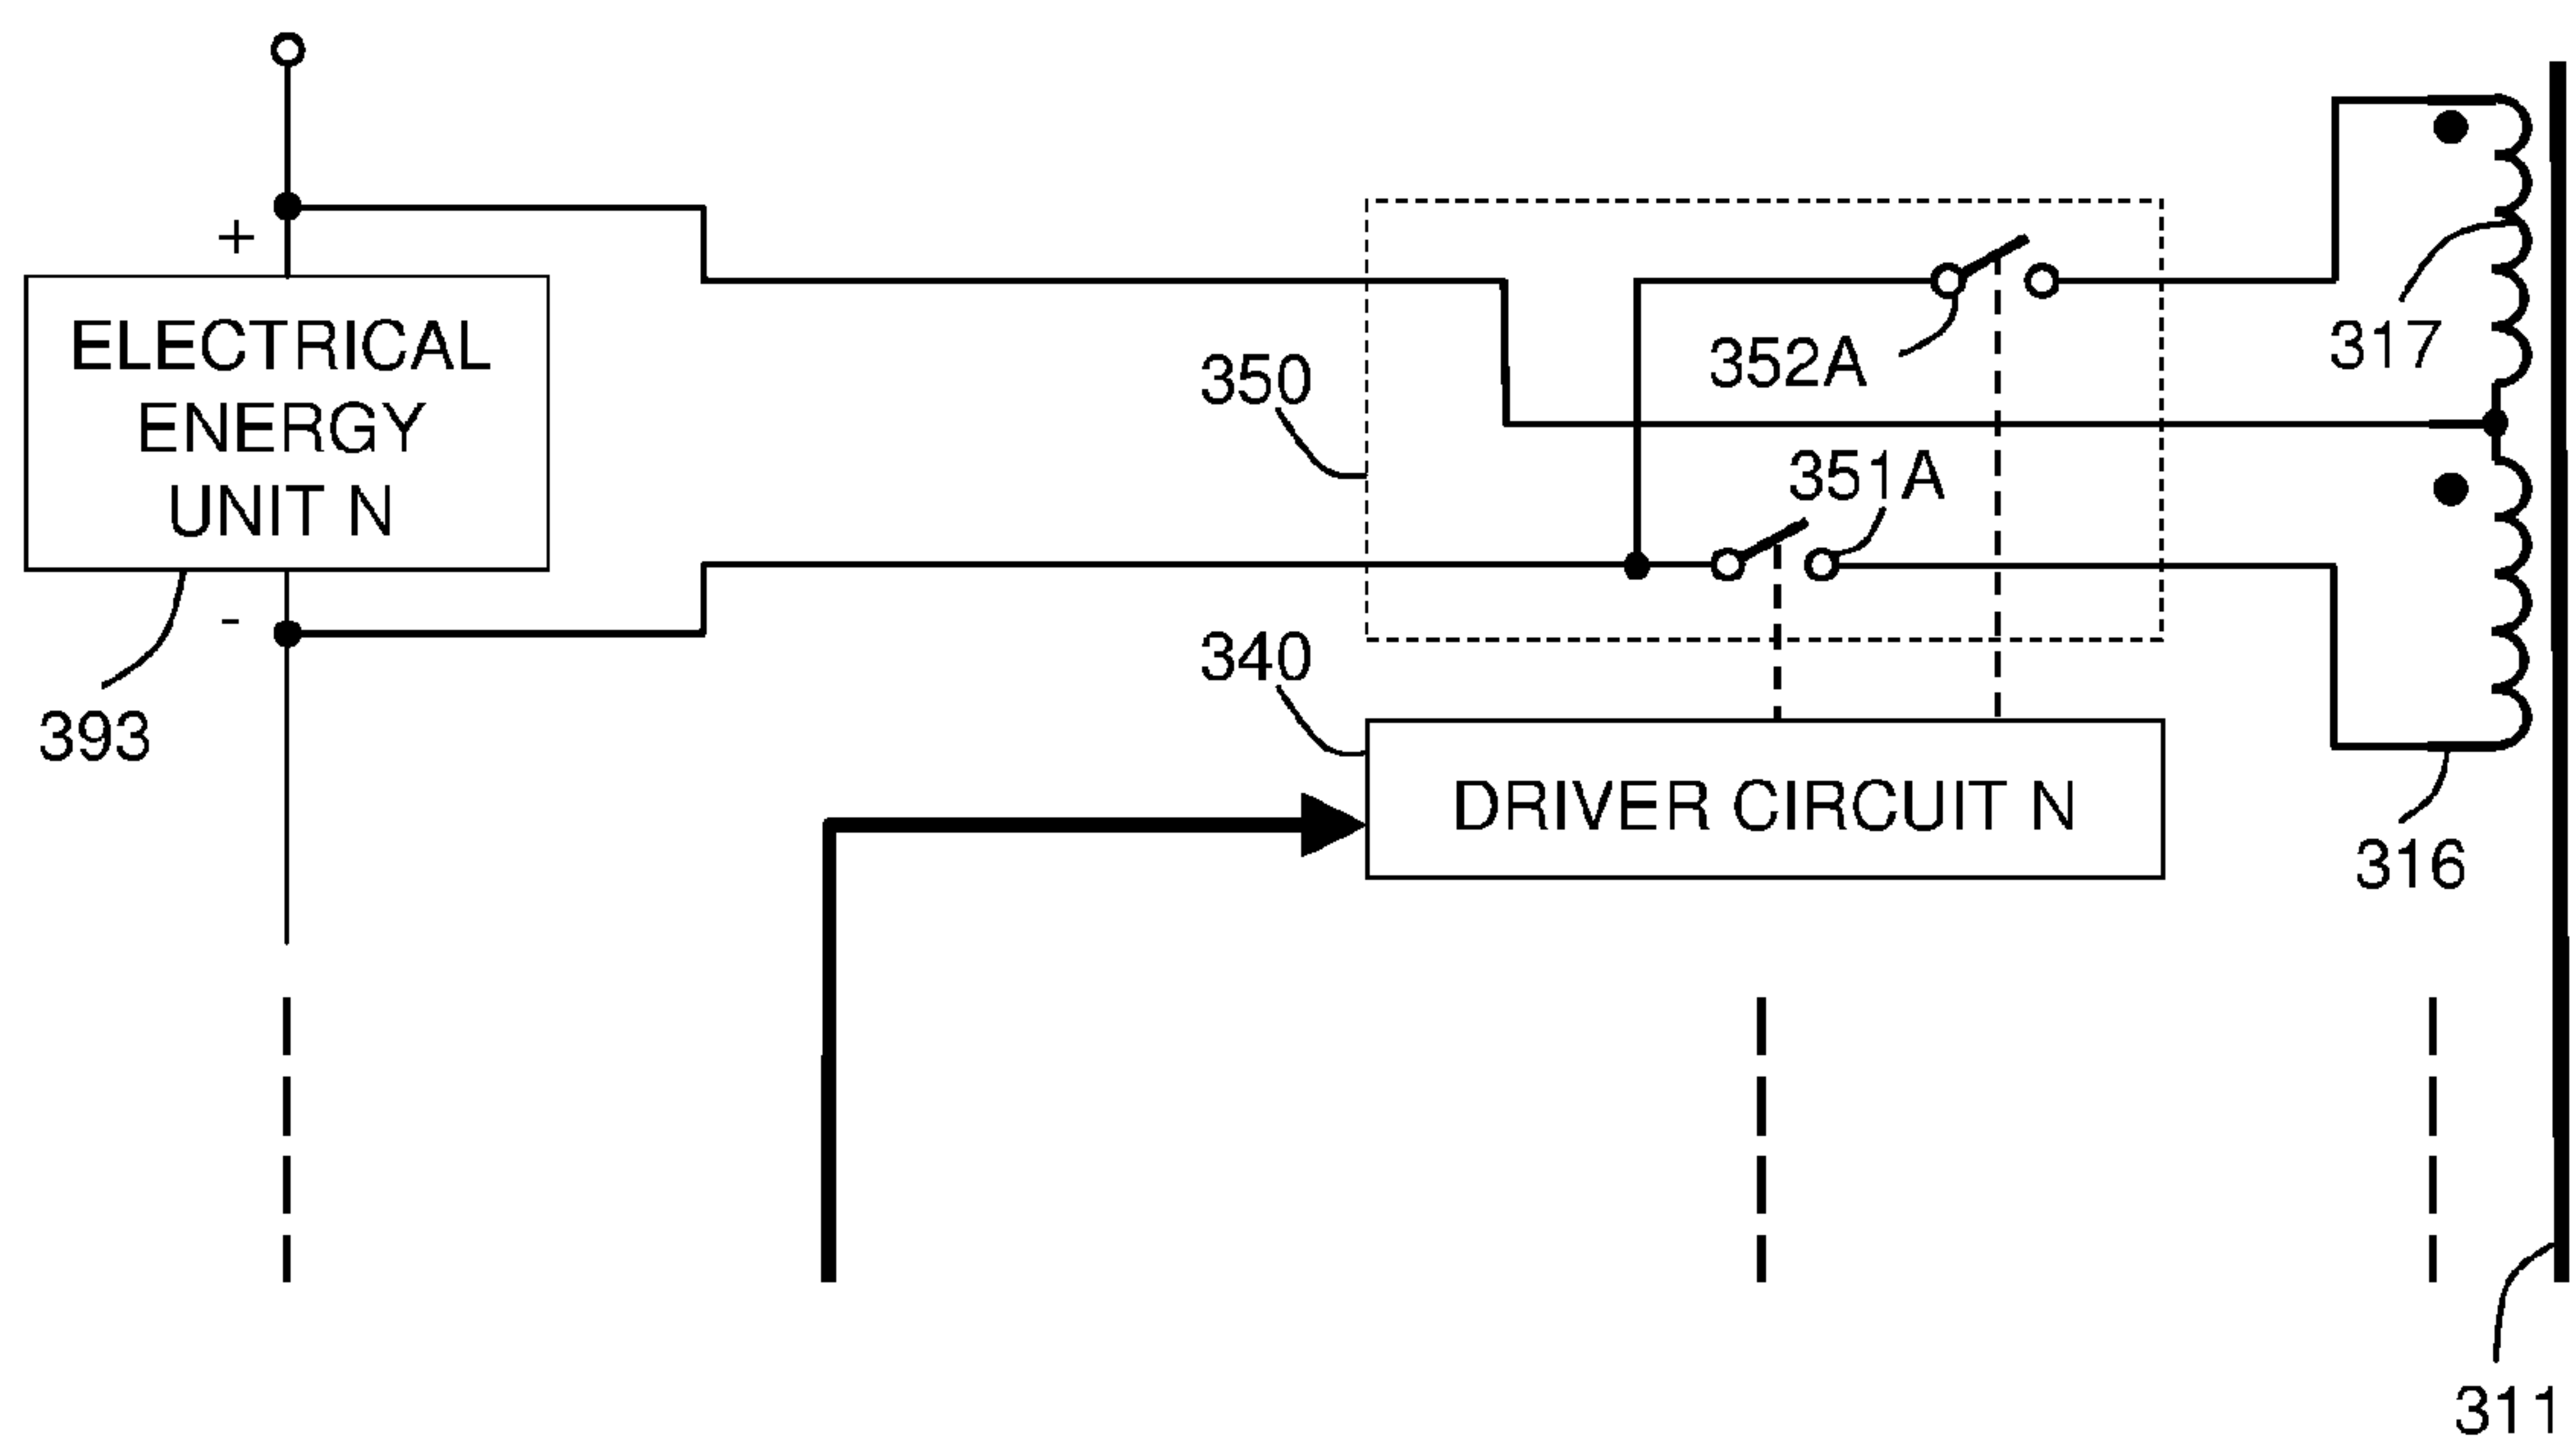 +
ELECTRICAL
ENERGY
UNIT N
-
393
350
352A
351A
317
340
DRIVER CIRCUIT N
316
311